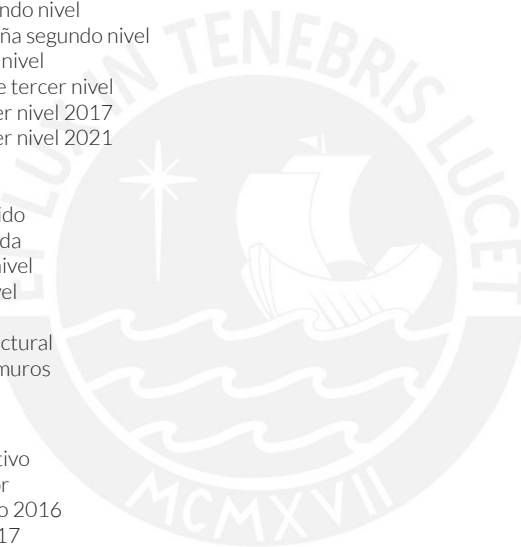 ndo nivel
ña segundo nivel
nivel
e tercer nivel
er nivel 2017
er nivel 2021
ido
da
nivel
vel
ctural
muros
tivo
or
o 2016
17
ET LUX IN TENEBRIS LUCET
MCMXVII